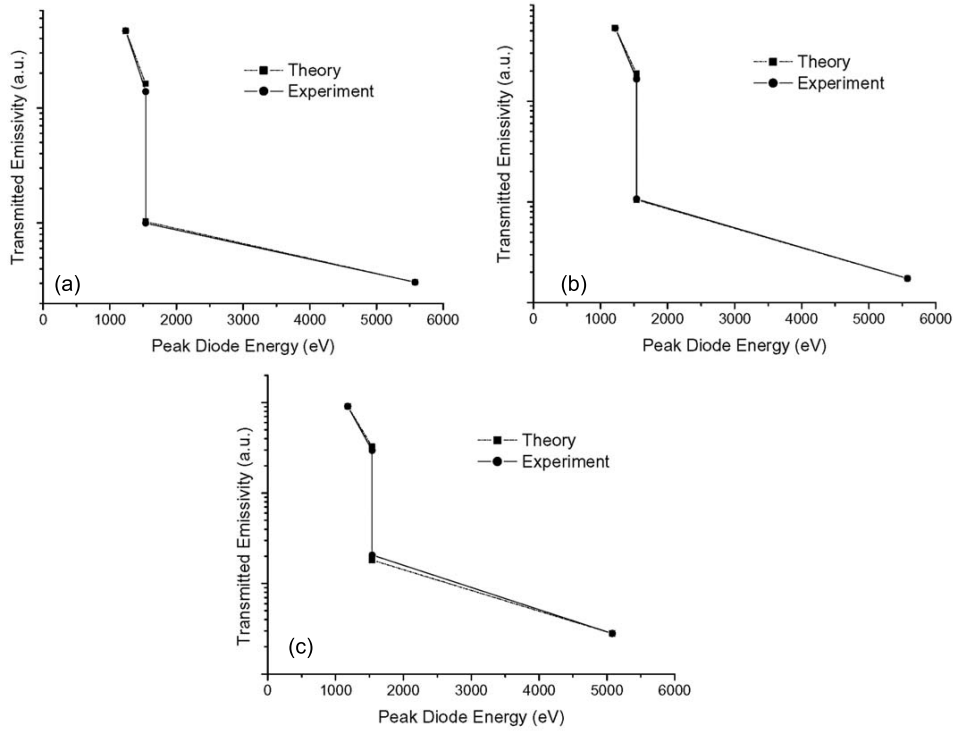 Transmitted Emissivity (a.u.)
Theory
Experiment
(a)
0 1000 2000 3000 4000 5000 6000
Peak Diode Energy (eV)
Transmitted Emissivity (a.u.)
Theory
Experiment
(b)
0 1000 2000 3000 4000 5000 6000
Peak Diode Energy (eV)
Transmitted Emissivity (a.u.)
Theory
Experiment
(c)
0 1000 2000 3000 4000 5000 6000
Peak Diode Energy (eV)